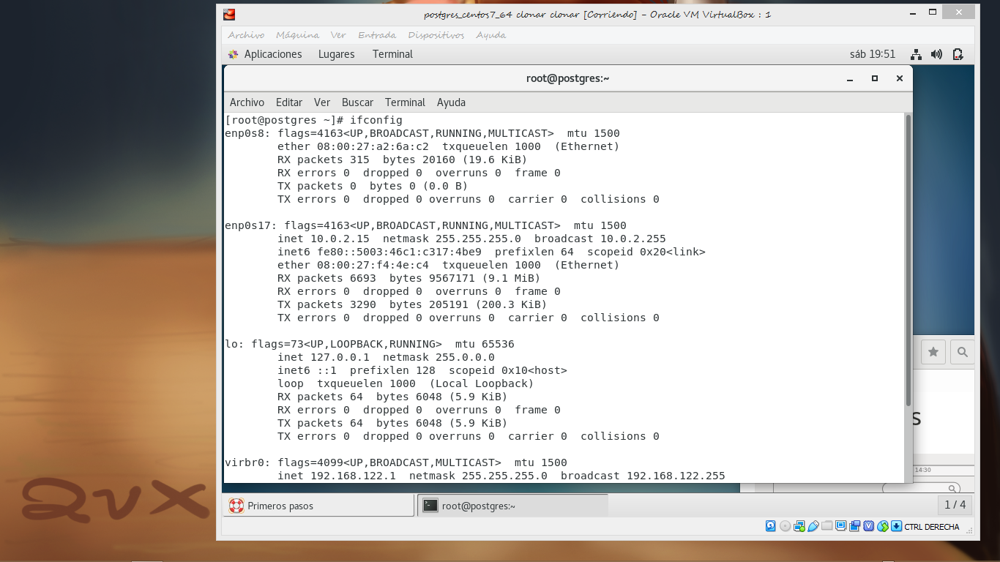 postgres_centos7_64 clonar clonar [Corriendo] - Oracle VM VirtualBox : 1
Archivo Máquina Ver Entrada Dispositivos Ayuda
Aplicaciones Lugares Terminal sáb 19:51
root@postgres:~
Archivo Editar Ver Buscar Terminal Ayuda
[root@postgres ~]# ifconfig
enp0s8: flags=4163<UP,BROADCAST,RUNNING,MULTICAST>  mtu 1500
        ether 08:00:27:a2:6a:c2  txqueuelen 1000  (Ethernet)
        RX packets 315  bytes 20160 (19.6 KiB)
        RX errors 0  dropped 0  overruns 0  frame 0
        TX packets 0  bytes 0 (0.0 B)
        TX errors 0  dropped 0 overruns 0  carrier 0  collisions 0

enp0s17: flags=4163<UP,BROADCAST,RUNNING,MULTICAST>  mtu 1500
        inet 10.0.2.15  netmask 255.255.255.0  broadcast 10.0.2.255
        inet6 fe80::5003:46c1:c317:4be9  prefixlen 64  scopeid 0x20<link>
        ether 08:00:27:f4:4e:c4  txqueuelen 1000  (Ethernet)
        RX packets 6693  bytes 9567171 (9.1 MiB)
        RX errors 0  dropped 0  overruns 0  frame 0
        TX packets 3290  bytes 205191 (200.3 KiB)
        TX errors 0  dropped 0 overruns 0  carrier 0  collisions 0

lo: flags=73<UP,LOOPBACK,RUNNING>  mtu 65536
        inet 127.0.0.1  netmask 255.0.0.0
        inet6 ::1  prefixlen 128  scopeid 0x10<host>
        loop  txqueuelen 1000  (Local Loopback)
        RX packets 64  bytes 6048 (5.9 KiB)
        RX errors 0  dropped 0  overruns 0  frame 0
        TX packets 64  bytes 6048 (5.9 KiB)
        TX errors 0  dropped 0 overruns 0  carrier 0  collisions 0

virbr0: flags=4099<UP,BROADCAST,MULTICAST>  mtu 1500
        inet 192.168.122.1  netmask 255.255.255.0  broadcast 192.168.122.255
s
14:30
Primeros pasos root@postgres:~ 1 / 4
CTRL DERECHA